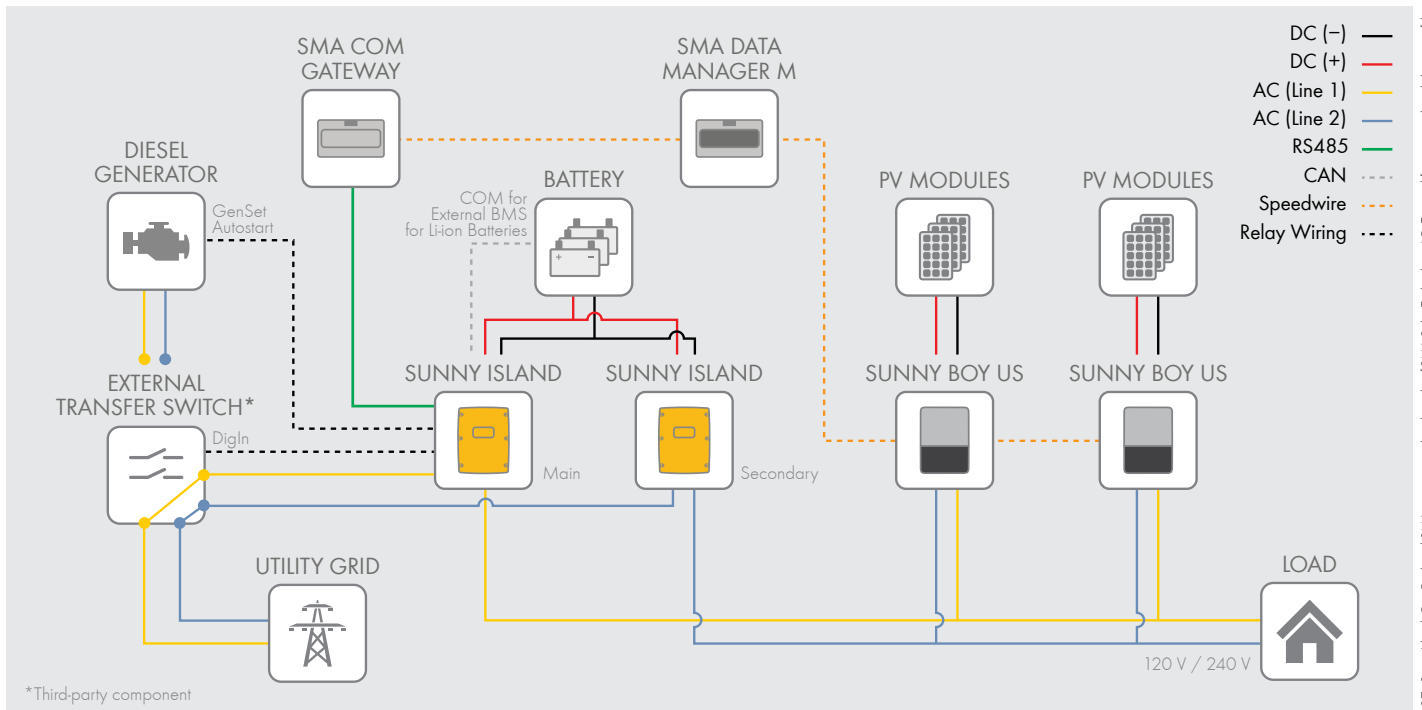 SMA COM
GATEWAY
SMA DATA
MANAGER M
DC (−)
DC (+)
AC (Line 1)
AC (Line 2)
RS485
CAN
Speedwire
Relay Wiring
DIESEL
GENERATOR
GenSet
Autostart
COM for
External BMS
for Li-ion Batteries
BATTERY
+ −
PV MODULES
PV MODULES
EXTERNAL
TRANSFER SWITCH*
DigIn
SUNNY ISLAND
Main
SUNNY ISLAND
Secondary
SUNNY BOY US
SUNNY BOY US
UTILITY GRID
LOAD
120 V / 240 V
*Third-party component